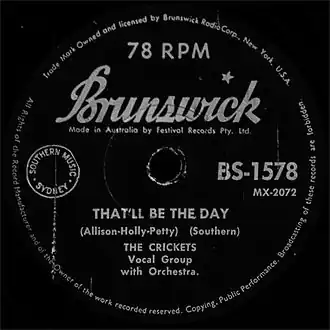 Trade Mark Owned and licensed by Brunswick Radio Corp., New York, U.S.A.
78 RPM
Brunswick
Made in Australia by Festival Records Pty. Ltd.
SOUTHERN MUSIC
SYDNEY
BS-1578
MX-2072
THAT'LL BE THE DAY
(Allison-Holly-Petty) (Southern)
THE CRICKETS
Vocal Group
with Orchestra.
All Rights of the Record Manufacturer and of the Owner of the work recorded reserved. Copying, Public Performance, Broadcasting of these records are forbidden.